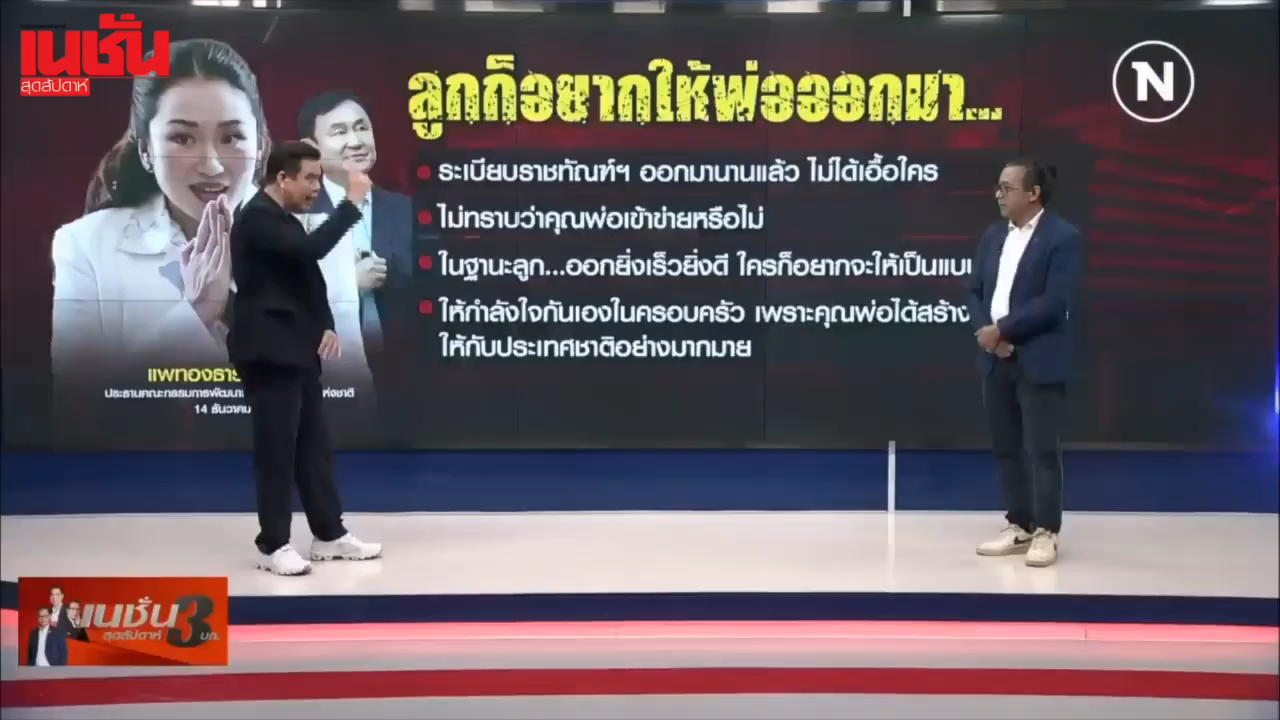 เนชั่น
สุดสัปดาห์
N
ลูกก็อยากให้พ่อออกมา...
ระเบียบราชทัณฑ์ฯ ออกมานานแล้ว ไม่ได้เอื้อใคร
ไม่ทราบว่าคุณพ่อเข้าข่ายหรือไม่
ในฐานะลูก...ออกยิ่งเร็วยิ่งดี ใครก็อยากจะให้เป็นแบบ
ให้กำลังใจกันเองในครอบครัว เพราะคุณพ่อได้สร้าง
ให้กับประเทศชาติอย่างมากมาย
แพทองธาร
ประธานคณะกรรมการพัฒนา ห่งชาติ
14 ธันวาคม
เนชั่น 3
สุดสัปดาห์ บก.